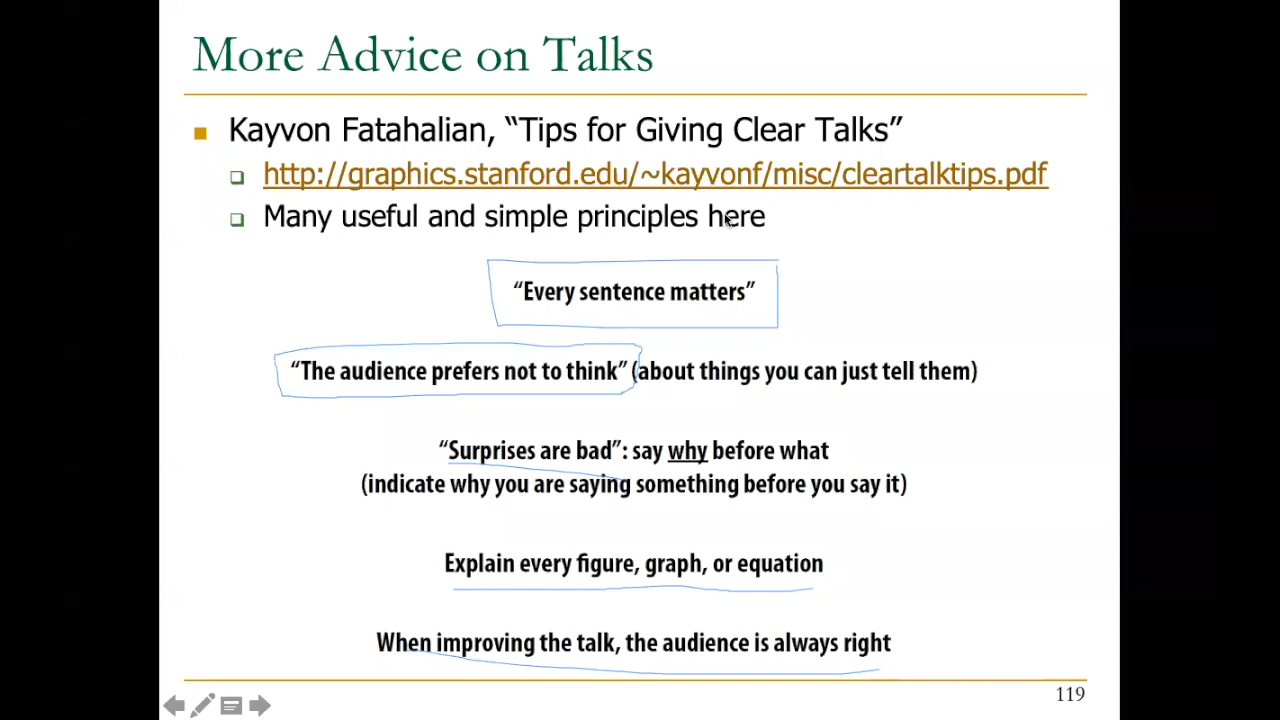 More Advice on Talks
Kayvon Fatahalian, “Tips for Giving Clear Talks”
http://graphics.stanford.edu/~kayvonf/misc/cleartalktips.pdf
Many useful and simple principles here
“Every sentence matters”
“The audience prefers not to think” (about things you can just tell them)
“Surprises are bad”: say why before what
(indicate why you are saying something before you say it)
Explain every figure, graph, or equation
When improving the talk, the audience is always right
119